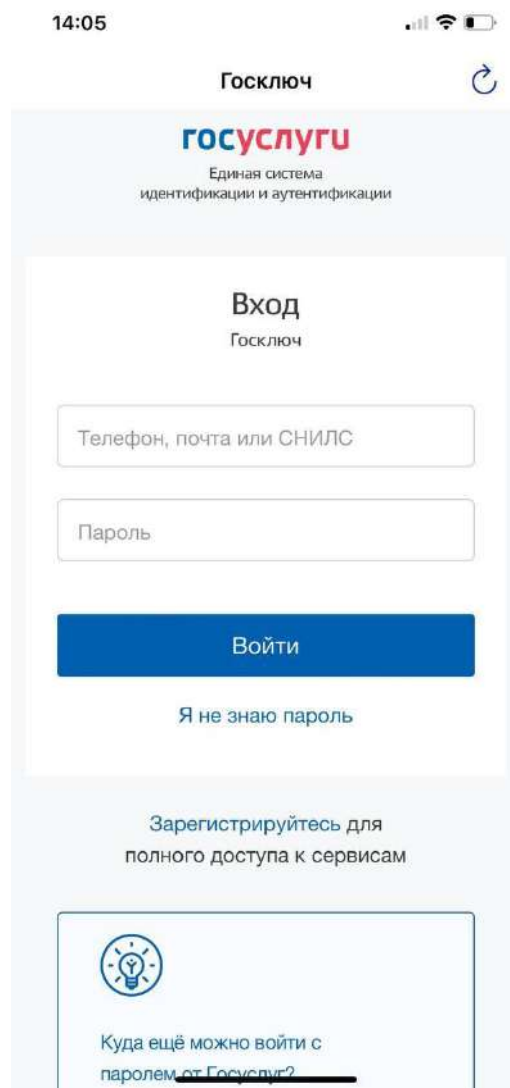 14:05
Госключ
госуслуги
Единая система
идентификации и аутентификации
Вход
Госключ
Телефон, почта или СНИЛС
Пароль
Войти
Я не знаю пароль
Зарегистрируйтесь для
полного доступа к сервисам
Куда ещё можно войти с
паролем от Госуслуг?